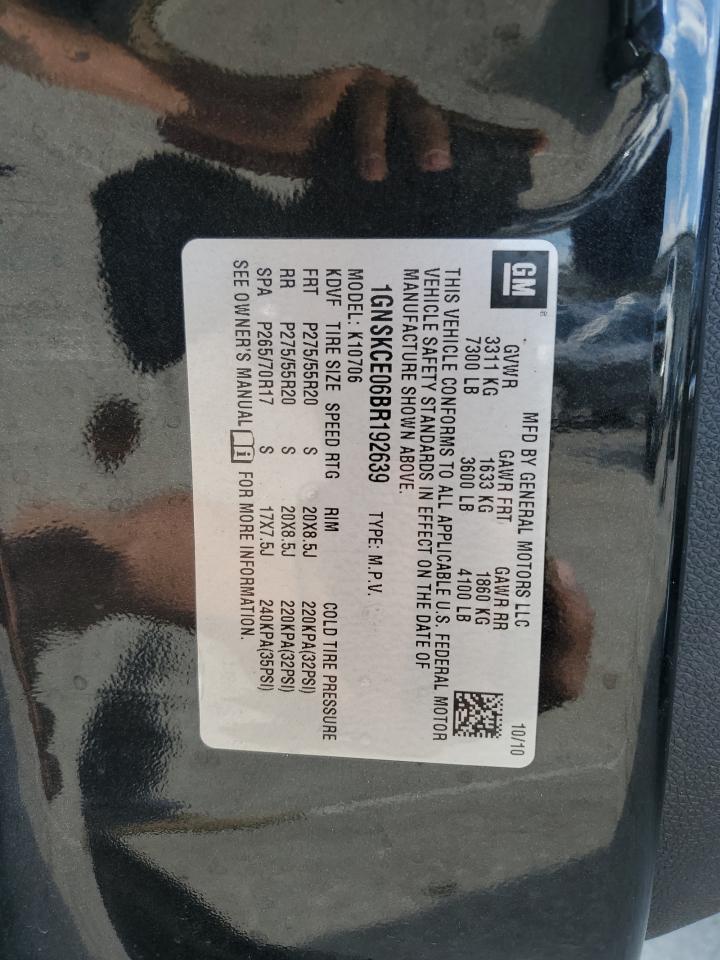 GM
®
MFD BY GENERAL MOTORS LLC 10/10
GVWR GAWR FRT GAWR RR
3311 KG 1633 KG 1860 KG
7300 LB 3600 LB 4100 LB
THIS VEHICLE CONFORMS TO ALL APPLICABLE U.S. FEDERAL MOTOR
VEHICLE SAFETY STANDARDS IN EFFECT ON THE DATE OF
MANUFACTURE SHOWN ABOVE.
1GNSKCE06BR192639 TYPE: M.P.V.
MODEL: K10706
KDVF TIRE SIZE SPEED RTG RIM COLD TIRE PRESSURE
FRT P275/55R20 S 20X8.5J 220KPA(32PSI)
RR P275/55R20 S 20X8.5J 220KPA(32PSI)
SPA P265/70R17 S 17X7.5J 240KPA(35PSI)
SEE OWNER'S MANUAL i FOR MORE INFORMATION.